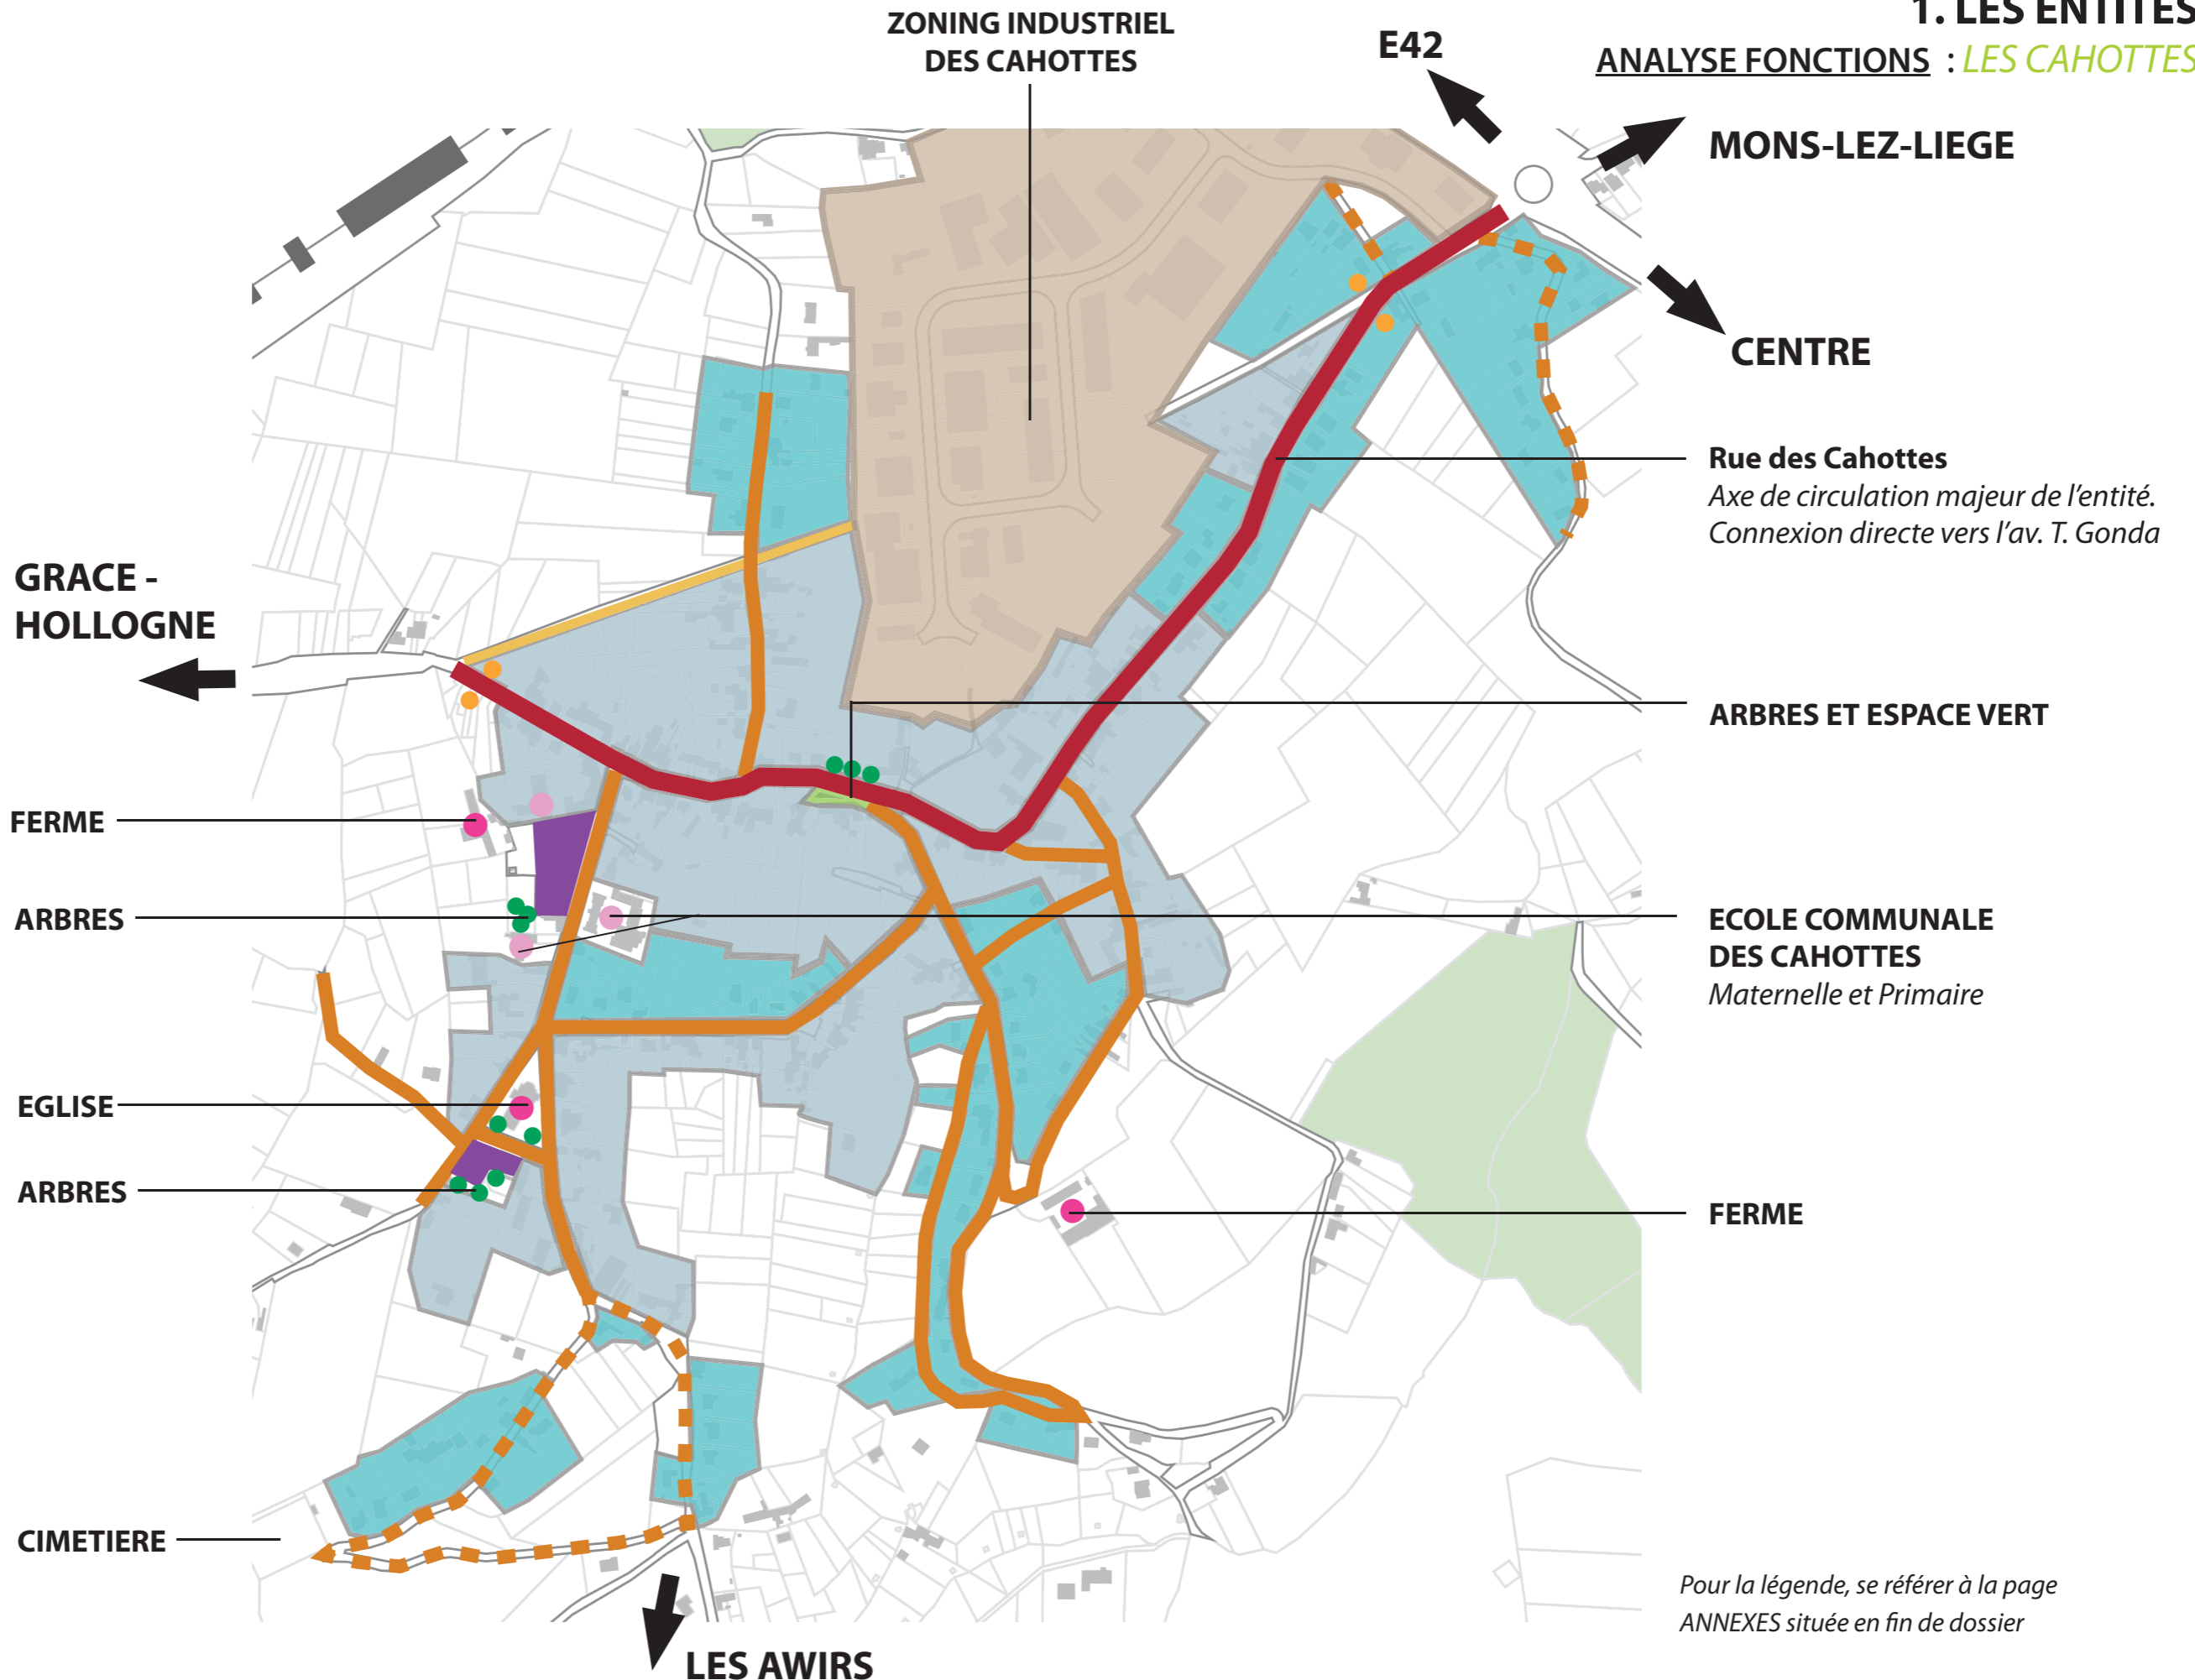 1. LES ENTITES
ANALYSE FONCTIONS : LES CAHOTTES
ZONING INDUSTRIEL
DES CAHOTTES
E42
MONS-LEZ-LIEGE
CENTRE
Rue des Cahottes
Axe de circulation majeur de l'entité.
Connexion directe vers l'av. T. Gonda
GRACE -
HOLLOGNE
ARBRES ET ESPACE VERT
FERME
ARBRES
ECOLE COMMUNALE
DES CAHOTTES
Maternelle et Primaire
EGLISE
ARBRES
FERME
CIMETIERE
Pour la légende, se référer à la page
ANNEXES située en fin de dossier
LES AWIRS